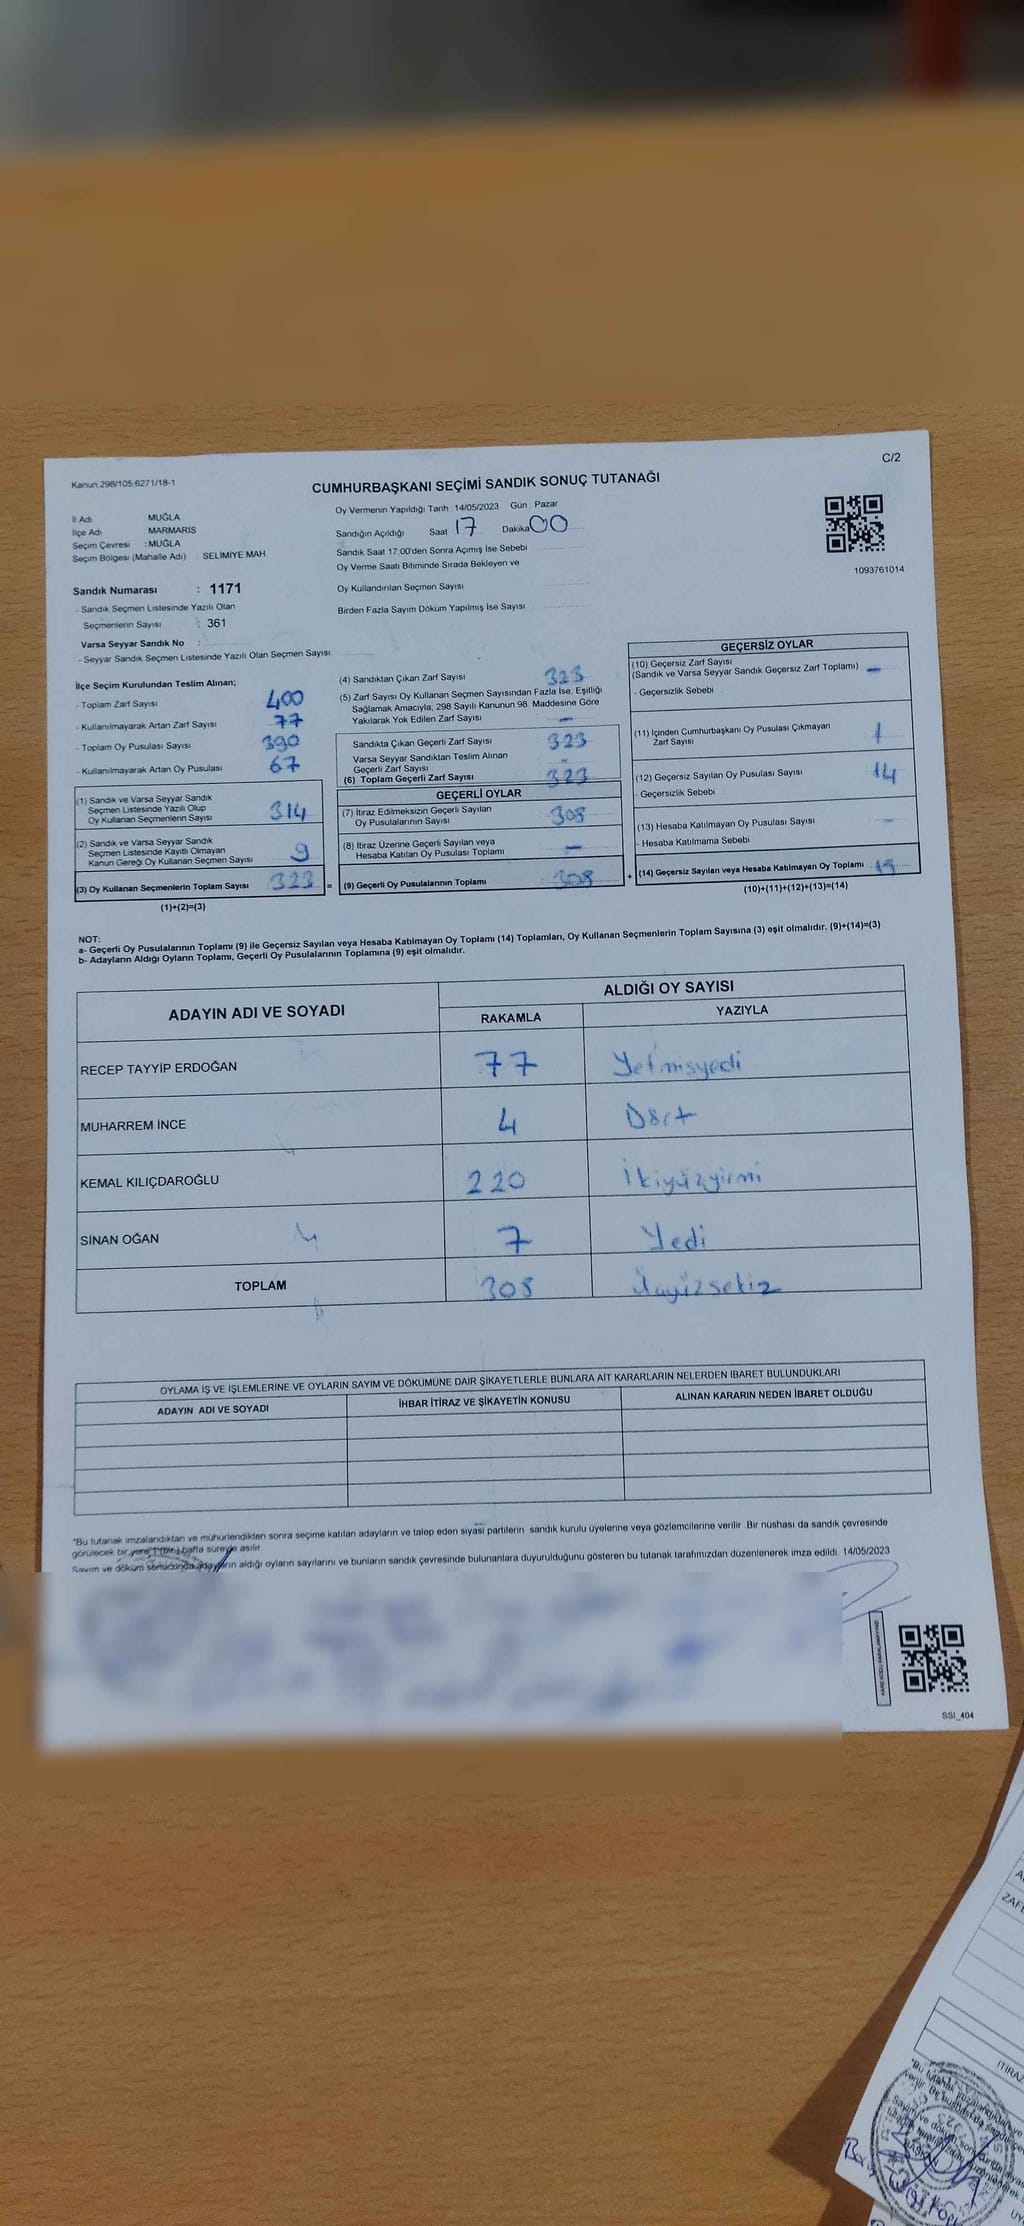 C/2
Kanun.298/105,6271/18-1
CUMHURBAŞKANI SEÇİMİ SANDIK SONUÇ TUTANAĞI
İl Adı MUĞLA
İlçe Adı MARMARİS
Seçim Çevresi :MUĞLA
Seçim Bölgesi (Mahalle Adı) SELİMİYE MAH
Sandık Numarası : 1171
- Sandık Seçmen Listesinde Yazılı Olan
Seçmenlerin Sayısı : 361
Varsa Seyyar Sandık No :
- Seyyar Sandık Seçmen Listesinde Yazılı Olan Seçmen Sayısı:
Oy Vermenin Yapıldığı Tarih : 14/05/2023 Gün : Pazar
Sandığın Açıldığı Saat 17 Dakika 00
Sandık Saat 17:00'den Sonra Açılmış İse Sebebi
Oy Verme Saati Bitiminde Sırada Bekleyen ve
Oy Kullandırılan Seçmen Sayısı
Birden Fazla Sayım Döküm Yapılmış İse Sayısı
1093761014
İlçe Seçim Kurulundan Teslim Alınan;
- Toplam Zarf Sayısı 400
- Kullanılmayarak Artan Zarf Sayısı 77
- Toplam Oy Pusulası Sayısı 390
- Kullanılmayarak Artan Oy Pusulası 67
(1) Sandık ve Varsa Seyyar Sandık
Seçmen Listesinde Yazılı Olup
Oy Kullanan Seçmenlerin Sayısı 314
(2) Sandık ve Varsa Seyyar Sandık
Seçmen Listesinde Kayıtlı Olmayan
Kanun Gereği Oy Kullanan Seçmen Sayısı 9
(3) Oy Kullanan Seçmenlerin Toplam Sayısı 323 =
(1)+(2)=(3)
(4) Sandıktan Çıkan Zarf Sayısı 323
(5) Zarf Sayısı Oy Kullanan Seçmen Sayısından Fazla İse, Eşitliği
Sağlamak Amacıyla, 298 Sayılı Kanunun 98. Maddesine Göre
Yakılarak Yok Edilen Zarf Sayısı –
Sandıkta Çıkan Geçerli Zarf Sayısı 323
Varsa Seyyar Sandıktan Teslim Alınan
Geçerli Zarf Sayısı –
(6) Toplam Geçerli Zarf Sayısı 323
GEÇERLİ OYLAR
(7) İtiraz Edilmeksizin Geçerli Sayılan
Oy Pusulalarının Sayısı 308
(8) İtiraz Üzerine Geçerli Sayılan veya
Hesaba Katılan Oy Pusulası Toplamı –
(9) Geçerli Oy Pusulalarının Toplamı 308 +
GEÇERSİZ OYLAR
(10) Geçersiz Zarf Sayısı
(Sandık ve Varsa Seyyar Sandık Geçersiz Zarf Toplamı) –
- Geçersizlik Sebebi
(11) İçinden Cumhurbaşkanı Oy Pusulası Çıkmayan
Zarf Sayısı 1
(12) Geçersiz Sayılan Oy Pusulası Sayısı 14
- Geçersizlik Sebebi
(13) Hesaba Katılmayan Oy Pusulası Sayısı –
- Hesaba Katılmama Sebebi
(14) Geçersiz Sayılan veya Hesaba Katılmayan Oy Toplamı 15
(10)+(11)+(12)+(13)=(14)
NOT:
a- Geçerli Oy Pusulalarının Toplamı (9) ile Geçersiz Sayılan veya Hesaba Katılmayan Oy Toplamı (14) Toplamları, Oy Kullanan Seçmenlerin Toplam Sayısına (3) eşit olmalıdır. (9)+(14)=(3)
b- Adayların Aldığı Oyların Toplamı, Geçerli Oy Pusulalarının Toplamına (9) eşit olmalıdır.
ADAYIN ADI VE SOYADI ALDIĞI OY SAYISI
RAKAMLA YAZIYLA
RECEP TAYYİP ERDOĞAN 77 Yetmişyedi
MUHARREM İNCE 4 Dört
KEMAL KILIÇDAROĞLU 220 İkiyüzyirmi
SİNAN OĞAN 7 Yedi
TOPLAM 308 Üçyüzsekiz
OYLAMA İŞ VE İŞLEMLERİNE VE OYLARIN SAYIM VE DÖKÜMÜNE DAİR ŞİKAYETLERLE BUNLARA AİT KARARLARIN NELERDEN İBARET BULUNDUKLARI
ADAYIN ADI VE SOYADI İHBAR İTİRAZ VE ŞİKAYETİN KONUSU ALINAN KARARIN NEDEN İBARET OLDUĞU
*Bu tutanak imzalandıktan ve mühürlendikten sonra seçime katılan adayların ve talep eden siyasi partilerin sandık kurulu üyelerine veya gözlemcilerine verilir. Bir nüshası da sandık çevresinde
görülecek bir yere 1 (bir) hafta süreyle asılır.
Sayım ve döküm sonucunda adayların aldığı oyların sayılarını ve bunların sandık çevresinde bulunanlara duyurulduğunu gösteren bu tutanak tarafımızdan düzenlenerek imza edildi. 14/05/2023
SSI_404
ZAFE
İTİRAZ